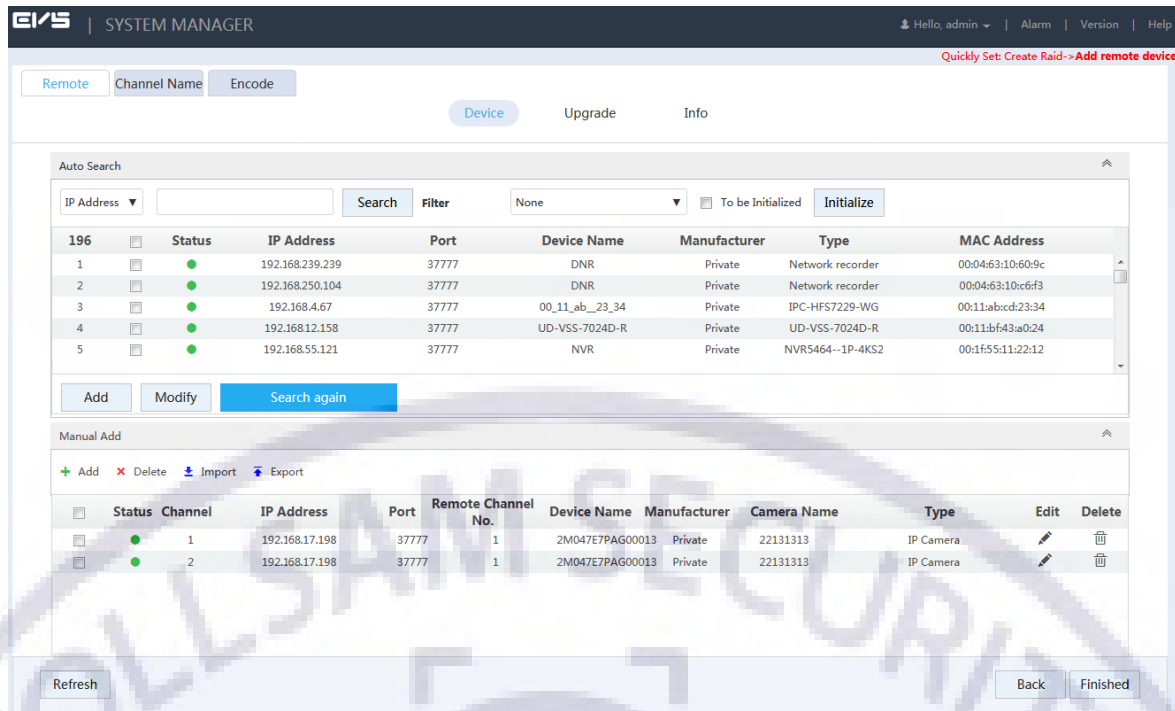 EVS | SYSTEM MANAGER Hello, admin | Alarm | Version | Help
Quickly Set: Create Raid->Add remote device
Remote Channel Name Encode
Device Upgrade Info
Auto Search
IP Address Search Filter None To be Initialized Initialize
196 Status IP Address Port Device Name Manufacturer Type MAC Address
1 192.168.239.239 37777 DNR Private Network recorder 00:04:63:10:60:9c
2 192.168.250.104 37777 DNR Private Network recorder 00:04:63:10:c6:f3
3 192.168.4.67 37777 00_11_ab__23_34 Private IPC-HFS7229-WG 00:11:ab:cd:23:34
4 192.168.12.158 37777 UD-VSS-7024D-R Private UD-VSS-7024D-R 00:11:bf:43:a0:24
5 192.168.55.121 37777 NVR Private NVR5464--1P-4KS2 00:1f:55:11:22:12
Add Modify Search again
Manual Add
Add Delete Import Export
Status Channel IP Address Port Remote Channel No. Device Name Manufacturer Camera Name Type Edit Delete
1 192.168.17.198 37777 1 2M047E7PAG00013 Private 22131313 IP Camera
2 192.168.17.198 37777 1 2M047E7PAG00013 Private 22131313 IP Camera
Refresh Back Finished
OLLSAM SECURI